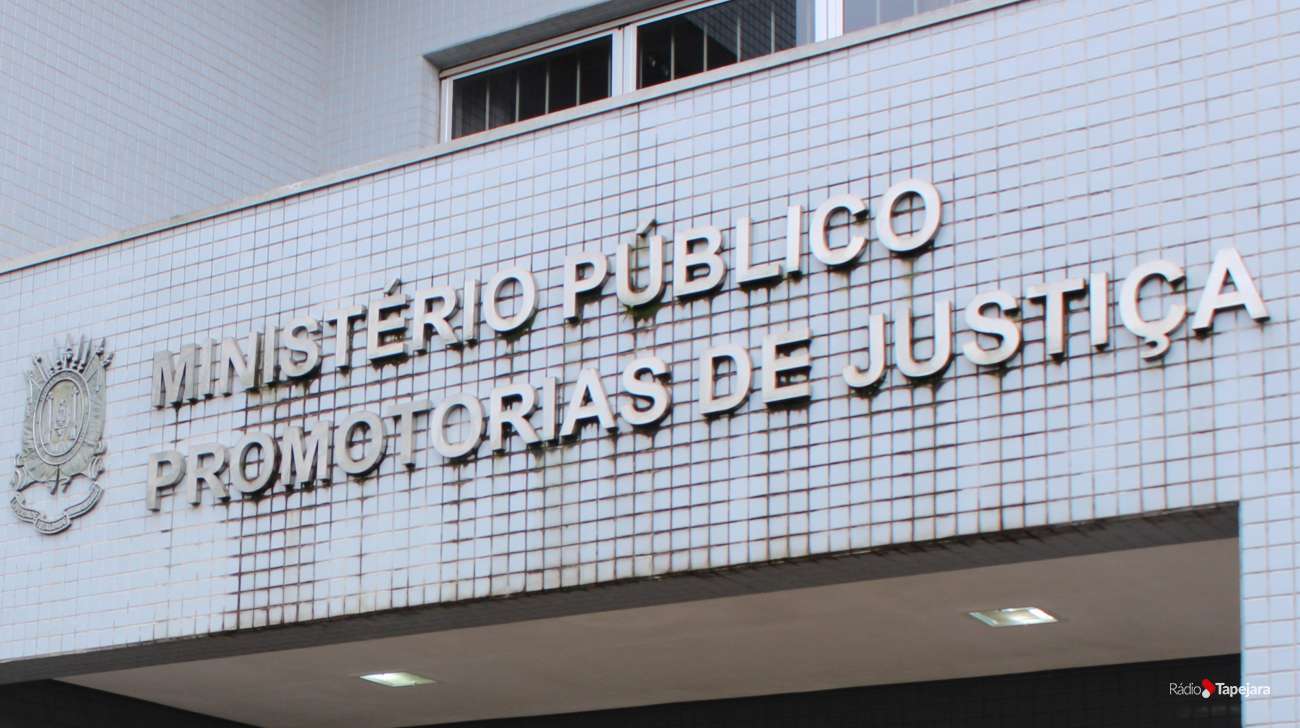 MINISTÉRIO PÚBLICO
PROMOTORIAS DE JUSTIÇA
Rádio Tapejara